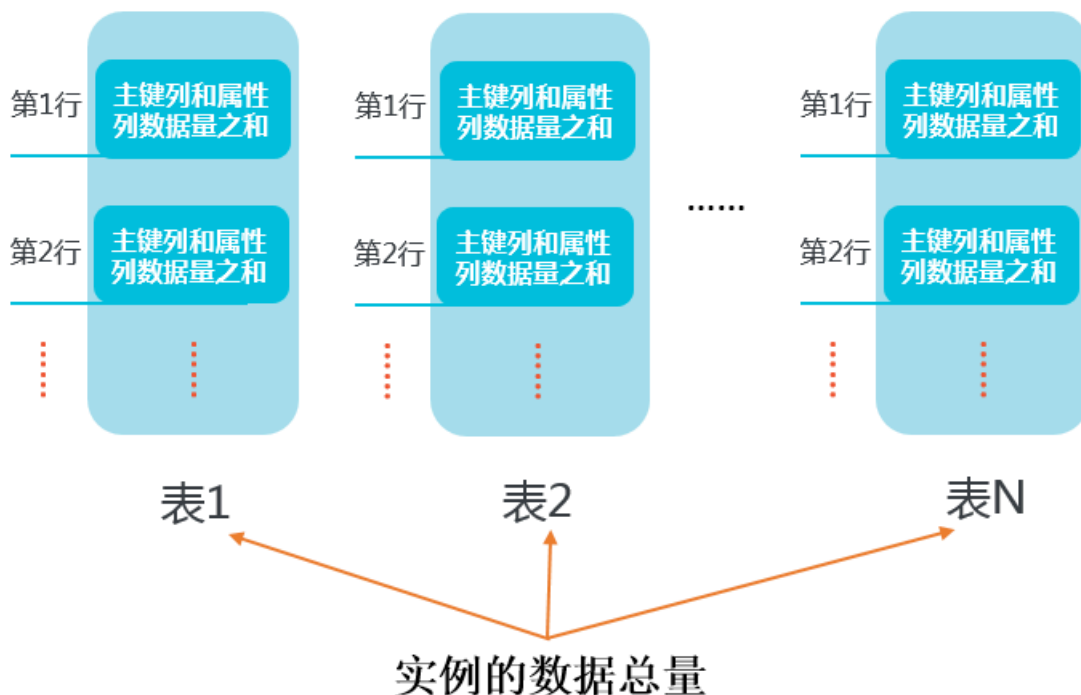 第1行
主键列和属性
列数据量之和
第2行
主键列和属性
列数据量之和
表1
第1行
主键列和属性
列数据量之和
第2行
主键列和属性
列数据量之和
表2
......
第1行
主键列和属性
列数据量之和
第2行
主键列和属性
列数据量之和
表N
实例的数据总量